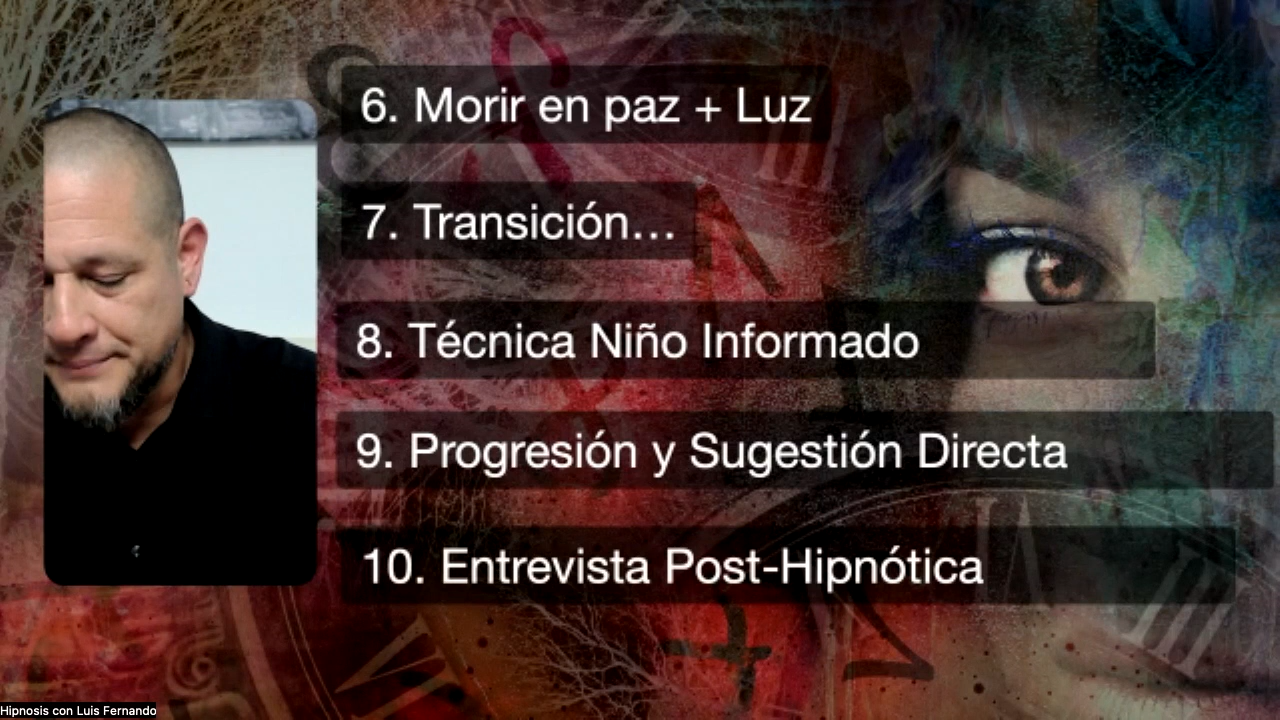 6. Morir en paz + Luz
7. Transición...
8. Técnica Niño Informado
9. Progresión y Sugestión Directa
10. Entrevista Post-Hipnótica
Hipnosis con Luis Fernando